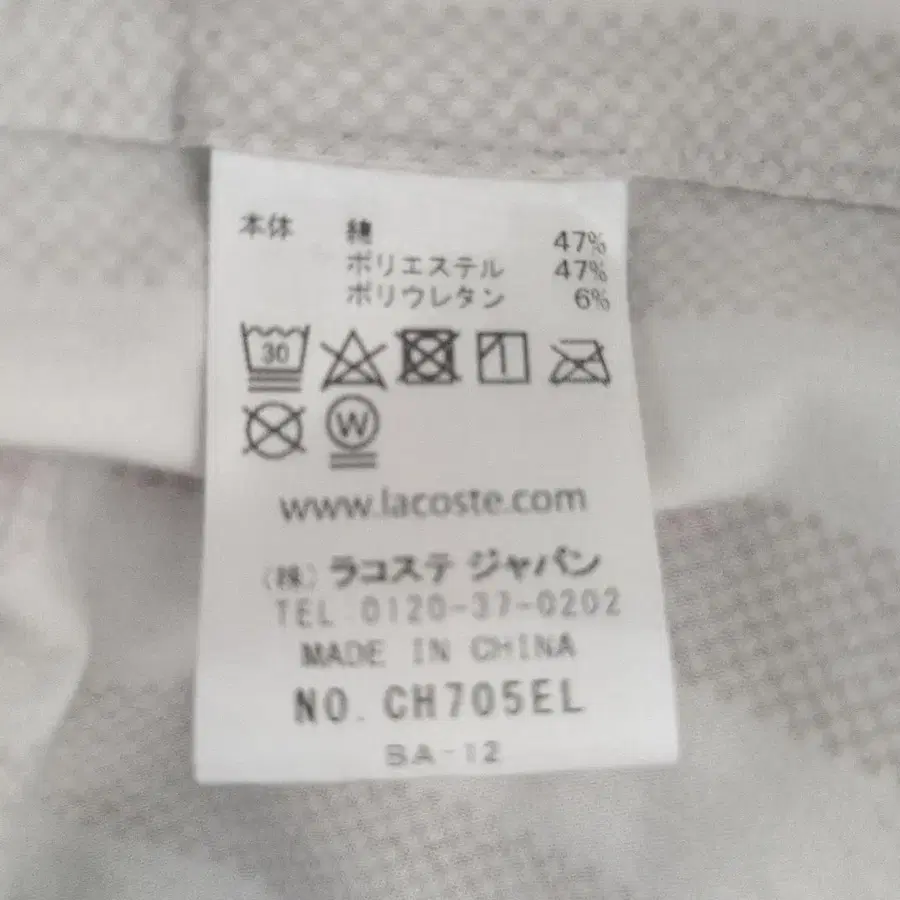 本体 綿 47%
ポリエステル 47%
ポリウレタン 6%
30
W
www.lacoste.com
(株) ラコステ ジャパン
TEL 0120-37-0202
MADE IN CHINA
NO. CH705EL
BA-12